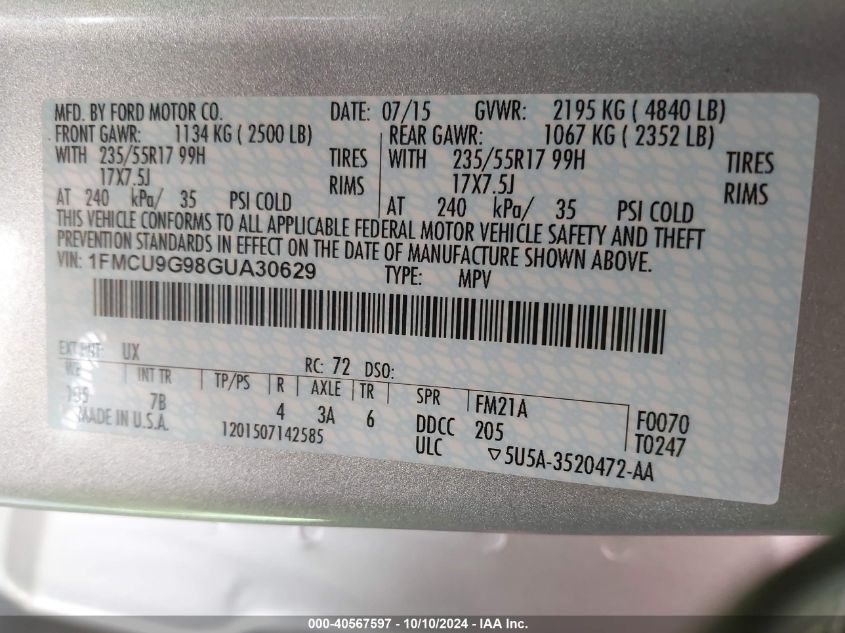 MFD. BY FORD MOTOR CO. DATE: 07/15 GVWR: 2195 KG ( 4840 LB)
FRONT GAWR: 1134 KG ( 2500 LB) REAR GAWR: 1067 KG ( 2352 LB)
WITH 235/55R17 99H TIRES WITH 235/55R17 99H TIRES
17X7.5J RIMS 17X7.5J RIMS
AT 240 kPa/ 35 PSI COLD AT 240 kPa/ 35 PSI COLD
THIS VEHICLE CONFORMS TO ALL APPLICABLE FEDERAL MOTOR VEHICLE SAFETY AND THEFT
PREVENTION STANDARDS IN EFFECT ON THE DATE OF MANUFACTURE SHOWN ABOVE.
VIN: 1FMCU9G98GUA30629 TYPE: MPV
EXT PNT: UX RC: 72 DSO:
INT TR TP/PS R AXLE TR SPR FM21A F0070
7B 4 3A 6 DDCC 205 T0247
MADE IN U.S.A. 1201507142585 ULC ▽5U5A-3520472-AA
000-40567597 - 10/10/2024 - IAA Inc.